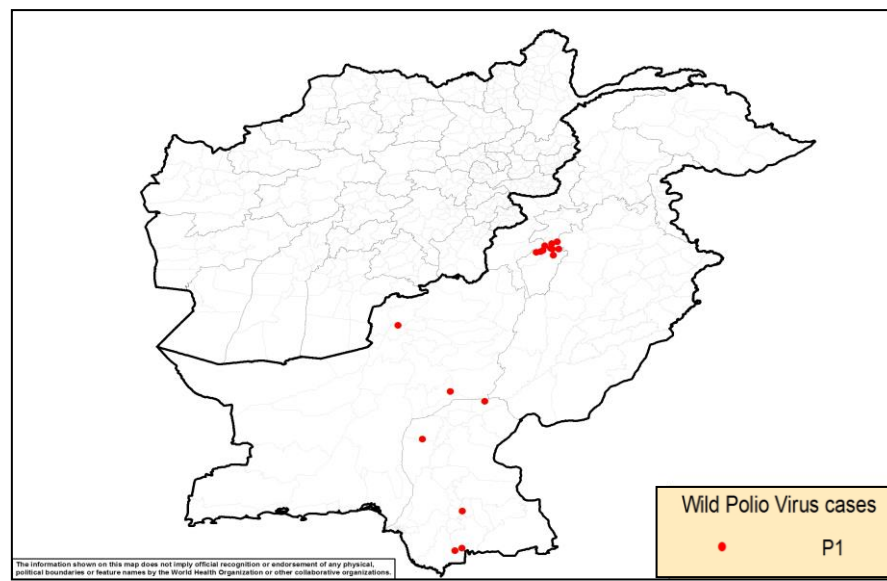 Wild Polio Virus cases
P1
The information shown on this map does not imply official recognition or endorsement of any physical,
political boundaries or feature names by the World Health Organization or other collaborative organizations.